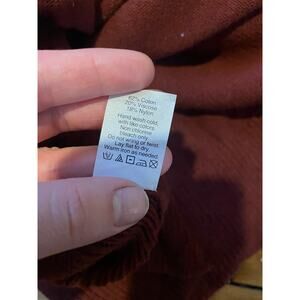 62% Cotton
20% Viscose
18% Nylon
Hand wash cold,
with like colors.
Non chlorine
bleach only.
Do not wring or twist.
Lay flat to dry.
Warm iron as needed.